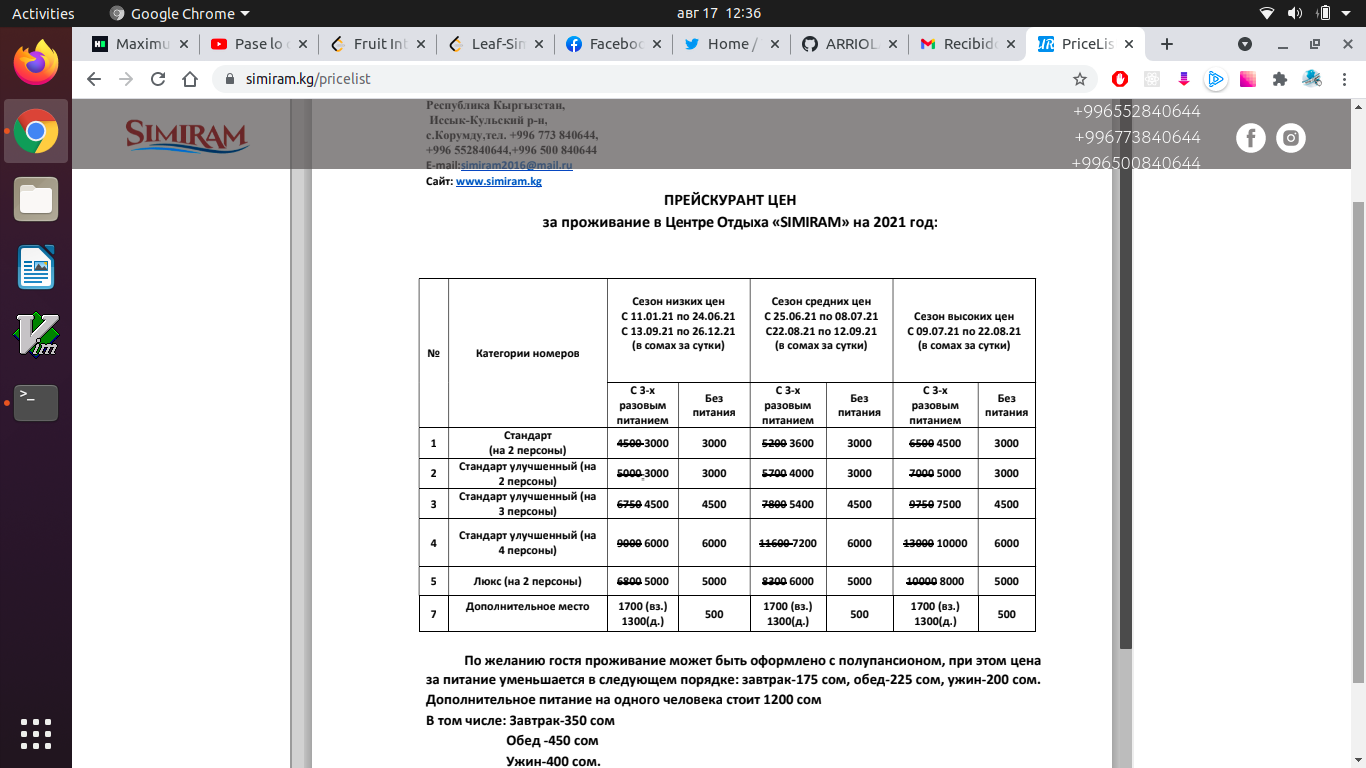 Activities
Google Chrome
авг 17 12:36
Maximu
Pase lo
Fruit Int
Leaf-Sin
Faceboo
Home /
ARRIOL
Recibido
PriceLis
simiram.kg/pricelist
SIMIRAM
+996552840644
+996773840644
+996500840644
Республика Кыргызстан,
Иссык-Кульский р-н,
с.Корумду,тел. +996 773 840644,
+996 552840644,+996 500 840644
E-mail:simiram2016@mail.ru
Сайт: www.simiram.kg
ПРЕЙСКУРАНТ ЦЕН
за проживание в Центре Отдыха «SIMIRAM» на 2021 год:
№
Категории номеров
Сезон низких цен
С 11.01.21 по 24.06.21
С 13.09.21 по 26.12.21
(в сомах за сутки)
Сезон средних цен
С 25.06.21 по 08.07.21
С22.08.21 по 12.09.21
(в сомах за сутки)
Сезон высоких цен
С 09.07.21 по 22.08.21
(в сомах за сутки)
С 3-х
разовым
питанием
Без
питания
С 3-х
разовым
питанием
Без
питания
С 3-х
разовым
питанием
Без
питания
1 Стандарт
(на 2 персоны) 4500 3000 3000 5200 3600 3000 6500 4500 3000
2 Стандарт улучшенный (на
2 персоны) 5000 3000 3000 5700 4000 3000 7000 5000 3000
3 Стандарт улучшенный (на
3 персоны) 6750 4500 4500 7800 5400 4500 9750 7500 4500
4 Стандарт улучшенный (на
4 персоны) 9000 6000 6000 11600 7200 6000 13000 10000 6000
5 Люкс (на 2 персоны) 6800 5000 5000 8300 6000 5000 10000 8000 5000
7 Дополнительное место 1700 (вз.)
1300(д.) 500 1700 (вз.)
1300(д.) 500 1700 (вз.)
1300(д.) 500
По желанию гостя проживание может быть оформлено с полупансионом, при этом цена
за питание уменьшается в следующем порядке: завтрак-175 сом, обед-225 сом, ужин-200 сом.
Дополнительное питание на одного человека стоит 1200 сом
В том числе: Завтрак-350 сом
Обед -450 сом
Ужин-400 сом.